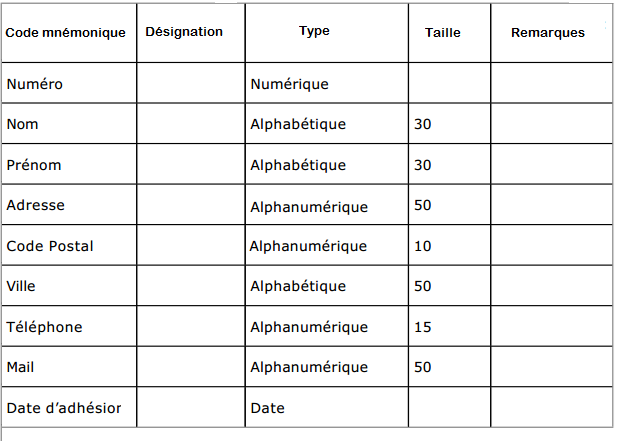 Code mnémonique Désignation Type Taille Remarques
Numéro Numérique
Nom Alphabétique 30
Prénom Alphabétique 30
Adresse Alphanumérique 50
Code Postal Alphanumérique 10
Ville Alphabétique 50
Téléphone Alphanumérique 15
Mail Alphanumérique 50
Date d’adhésior Date